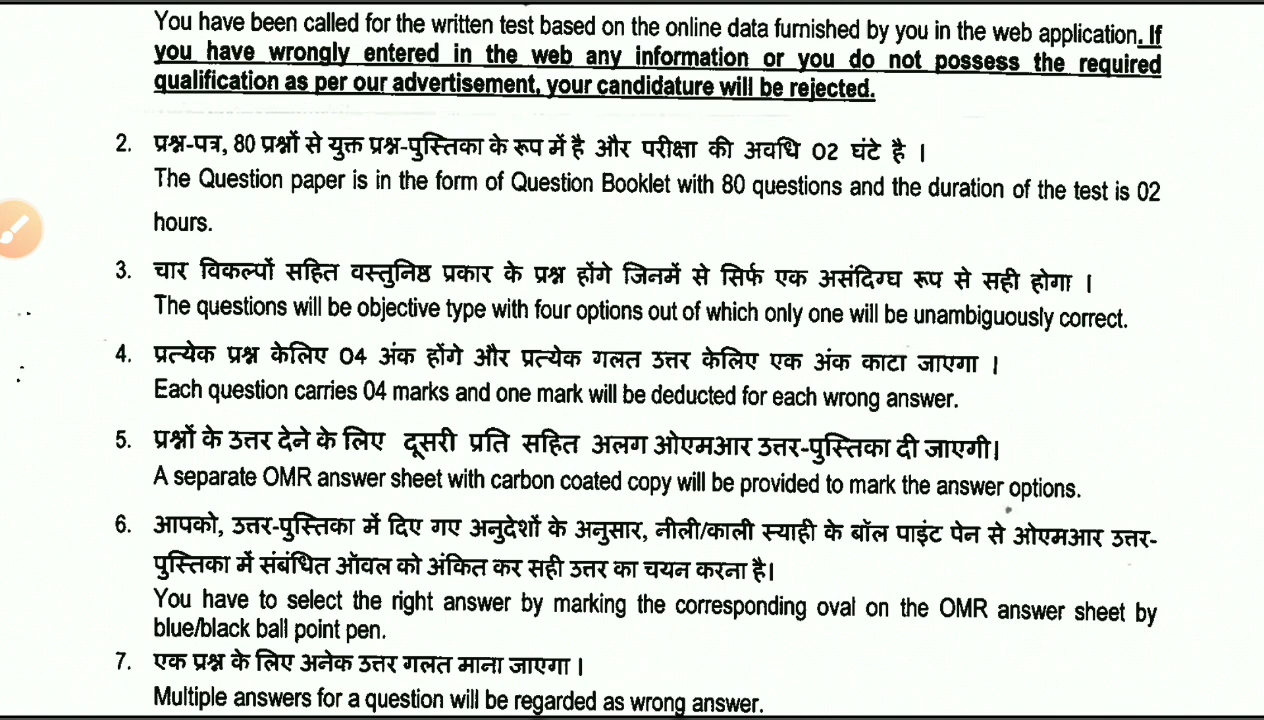 You have been called for the written test based on the online data furnished by you in the web application. If
you have wrongly entered in the web any information or you do not possess the required
qualification as per our advertisement, your candidature will be rejected.
2. प्रश्न-पत्र, 80 प्रश्नों से युक्त प्रश्न-पुस्तिका के रूप में है और परीक्षा की अवधि 02 घंटे है ।
The Question paper is in the form of Question Booklet with 80 questions and the duration of the test is 02
hours.
3. चार विकल्पों सहित वस्तुनिष्ठ प्रकार के प्रश्न होंगे जिनमें से सिर्फ एक असंदिग्ध रूप से सही होगा ।
The questions will be objective type with four options out of which only one will be unambiguously correct.
4. प्रत्येक प्रश्न केलिए 04 अंक होंगे और प्रत्येक गलत उत्तर केलिए एक अंक काटा जाएगा ।
Each question carries 04 marks and one mark will be deducted for each wrong answer.
5. प्रश्नों के उत्तर देने के लिए दूसरी प्रति सहित अलग ओएमआर उत्तर-पुस्तिका दी जाएगी।
A separate OMR answer sheet with carbon coated copy will be provided to mark the answer options.
6. आपको, उत्तर-पुस्तिका में दिए गए अनुदेशों के अनुसार, नीली/काली स्याही के बॉल पाइंट पेन से ओएमआर उत्तर-
पुस्तिका में संबंधित ऑवल को अंकित कर सही उत्तर का चयन करना है।
You have to select the right answer by marking the corresponding oval on the OMR answer sheet by
blue/black ball point pen.
7. एक प्रश्न के लिए अनेक उत्तर गलत माना जाएगा ।
Multiple answers for a question will be regarded as wrong answer.